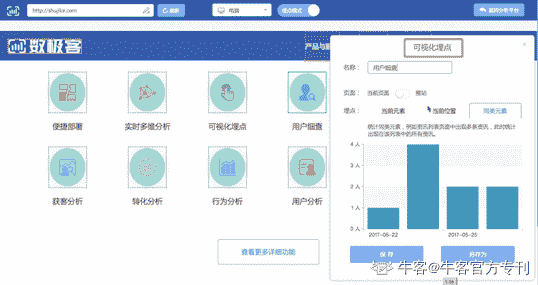 http://shujike.com
刷新
电脑
埋点模式
返回分析平台
数极客
产品与服
可视化埋点
名称：
用户细查
页面：
当前页面
整站
埋点：
当前元素
当前位置
同类元素
统计同类元素，例如资讯列表页面中出现多条资讯，此时统计
出现在该列表中的所有资讯。
便捷部署
实时多维分析
可视化埋点
用户细查
获客分析
转化分析
行为分析
用户分析
查看更多详细功能
4 人
3 人
2 人
1 人
0 人
2017-05-22
2017-05-25
保 存
另存为
牛客@牛客官方专刊